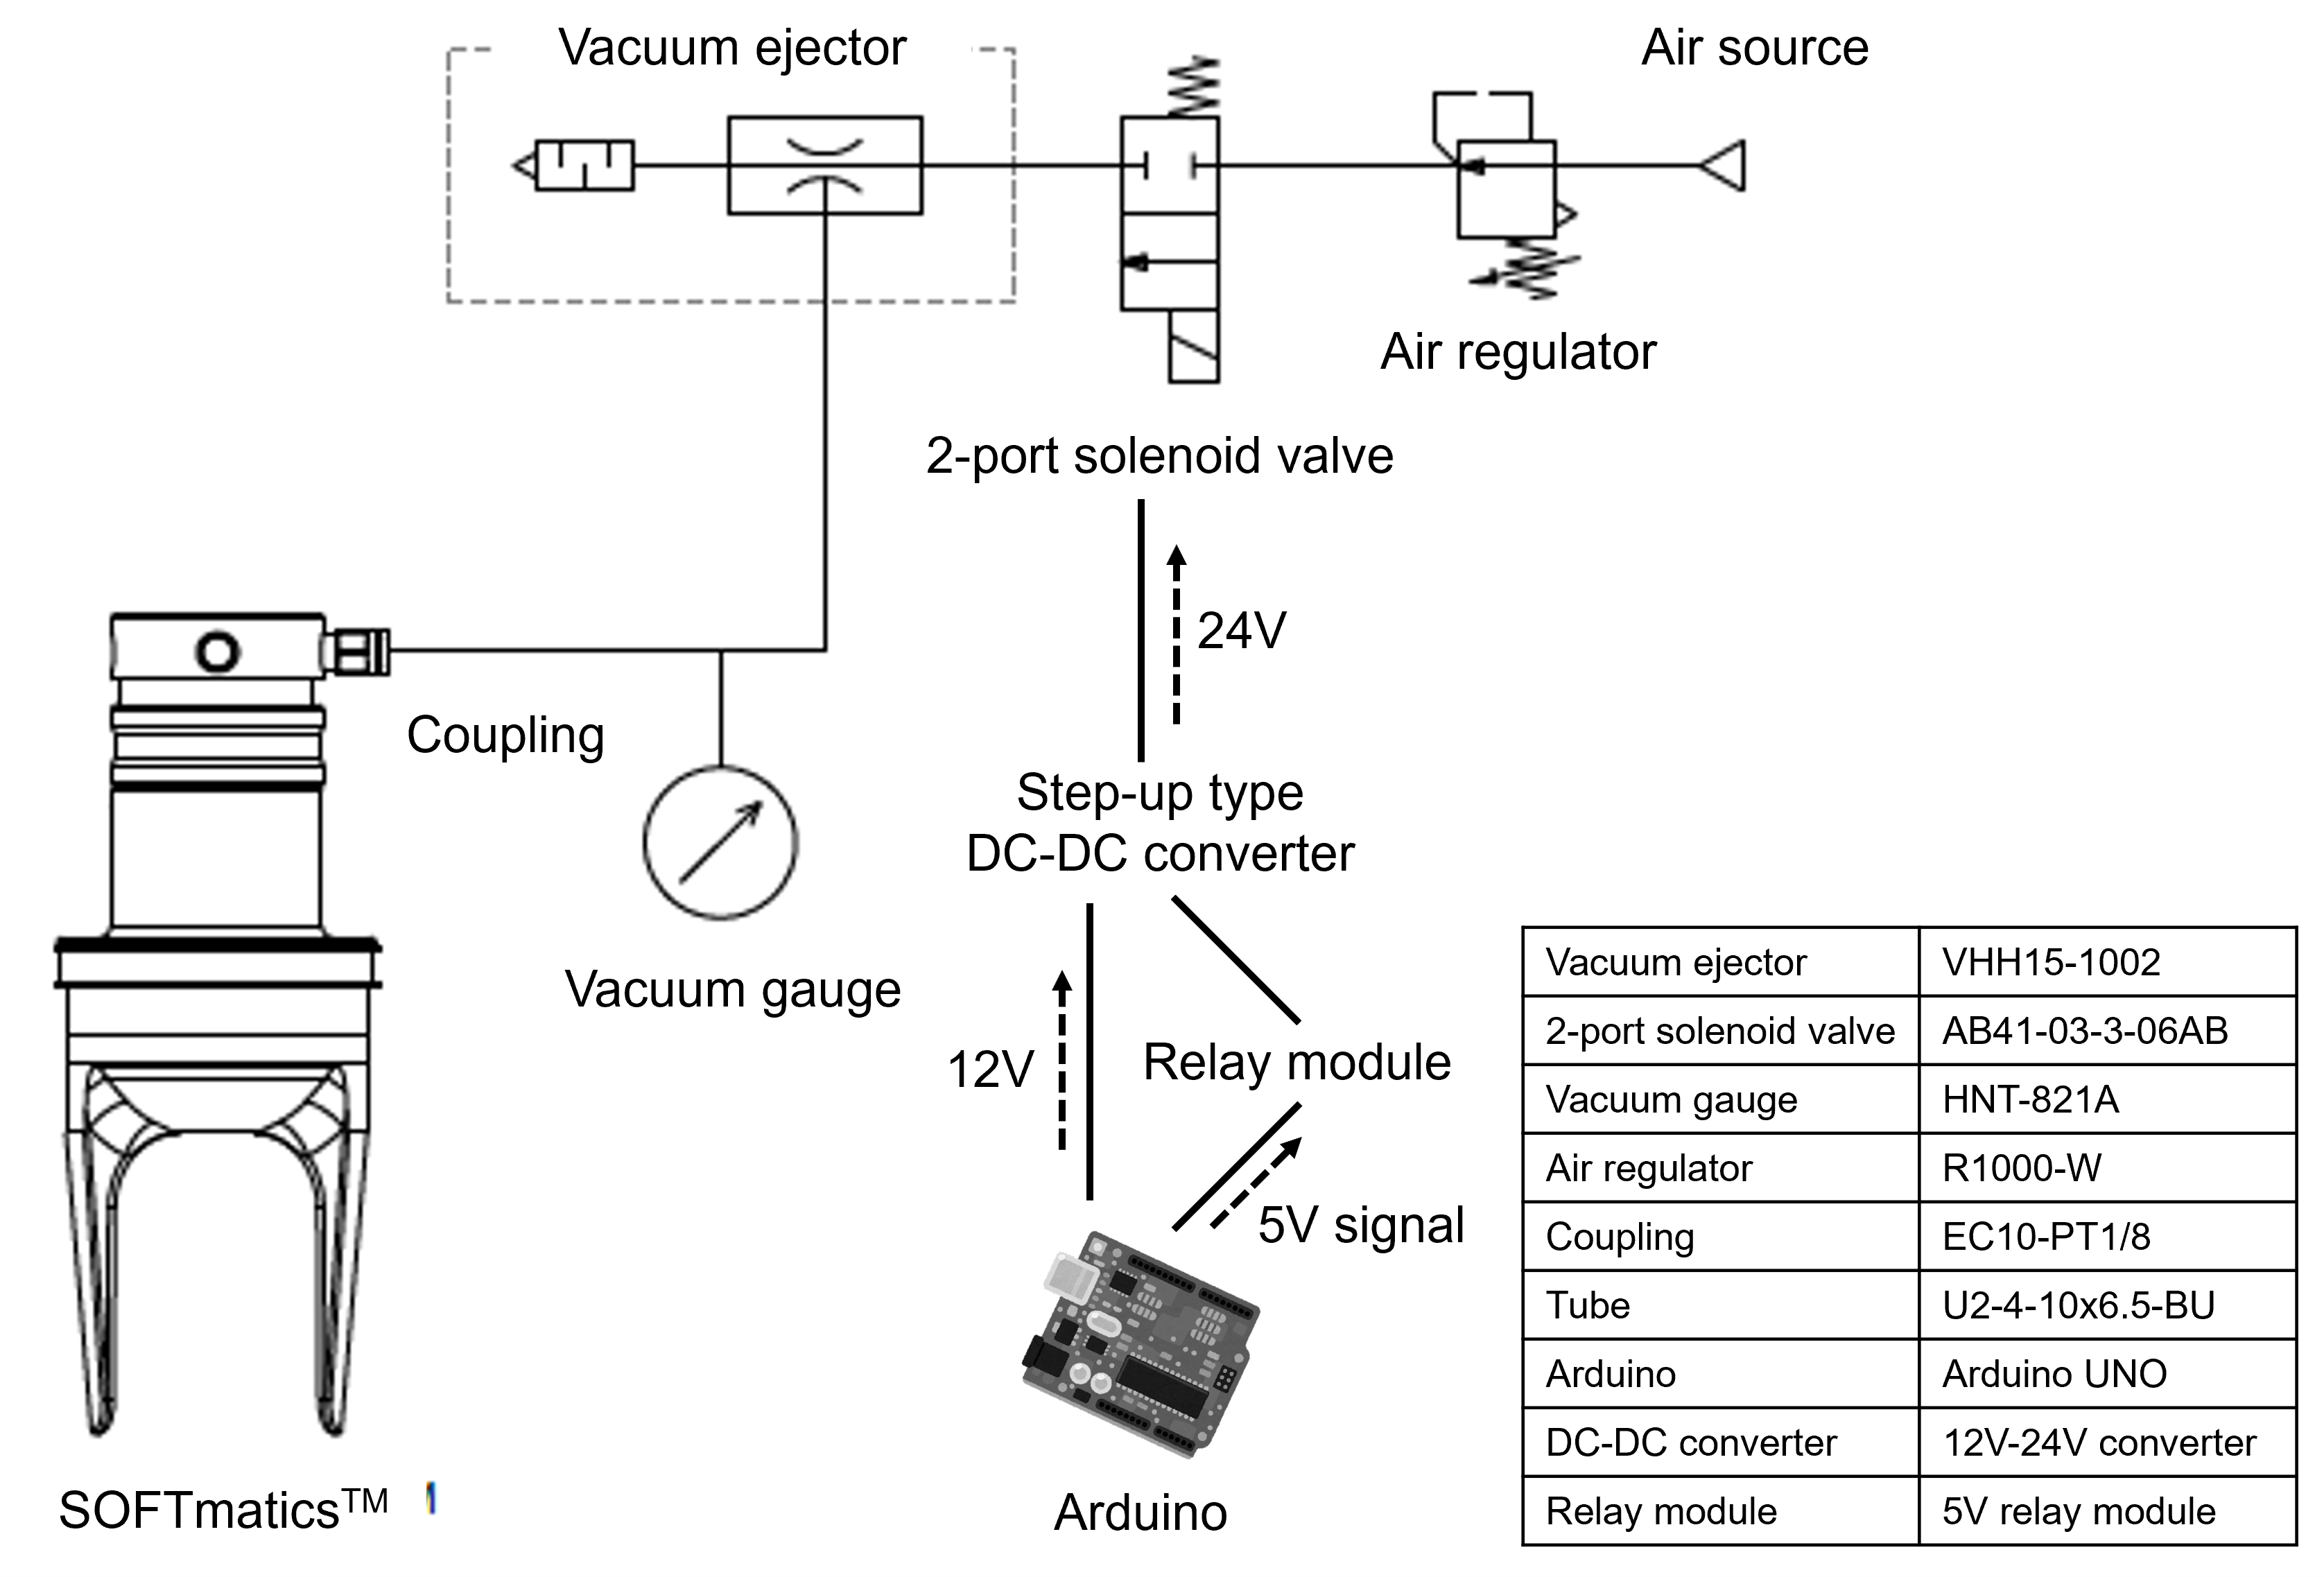 Vacuum ejector
Air source
Air regulator
2-port solenoid valve
24V
Coupling
Step-up type
DC-DC converter
Vacuum gauge
12V
Relay module
5V signal
SOFTmatics™
Arduino
Vacuum ejector VHH15-1002
2-port solenoid valve AB41-03-3-06AB
Vacuum gauge HNT-821A
Air regulator R1000-W
Coupling EC10-PT1/8
Tube U2-4-10x6.5-BU
Arduino Arduino UNO
DC-DC converter 12V-24V converter
Relay module 5V relay module